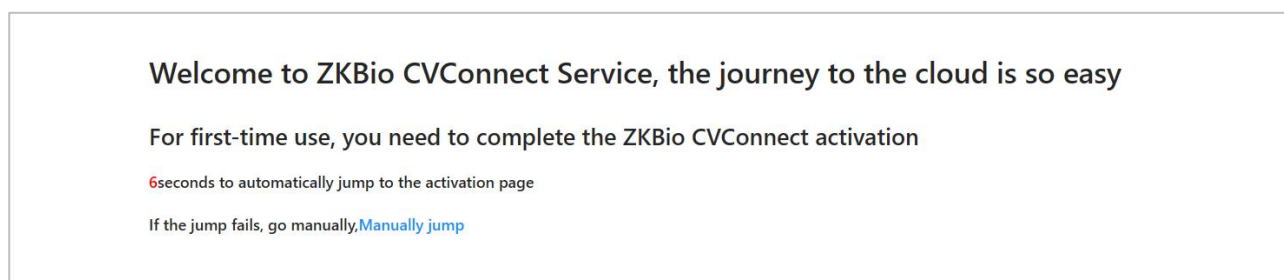 Welcome to ZKBio CVConnect Service, the journey to the cloud is so easy
For first-time use, you need to complete the ZKBio CVConnect activation
6seconds to automatically jump to the activation page
If the jump fails, go manually,Manually jump